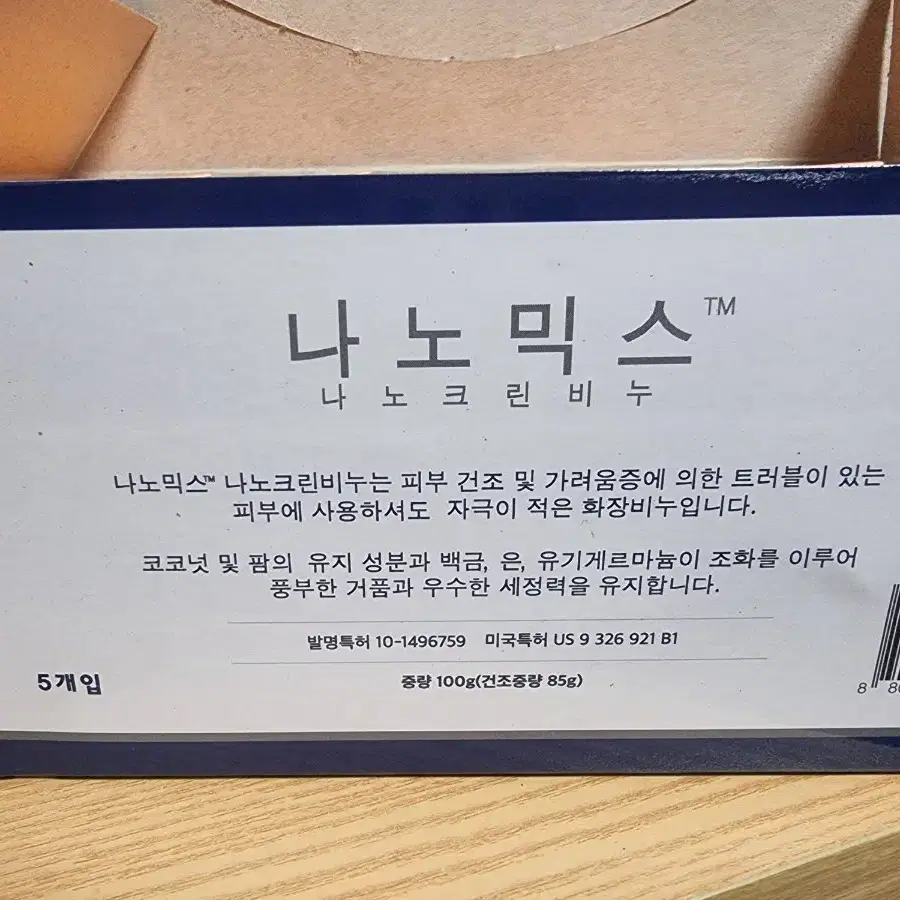 나노믹스™
나노크린비누
나노믹스™ 나노크린비누는 피부 건조 및 가려움증에 의한 트러블이 있는
피부에 사용하셔도 자극이 적은 화장비누입니다.
코코넛 및 팜의 유지 성분과 백금, 은, 유기게르마늄이 조화를 이루어
풍부한 거품과 우수한 세정력을 유지합니다.
발명특허 10-1496759 미국특허 US 9 326 921 B1
5개입
중량 100g(건조중량 85g)